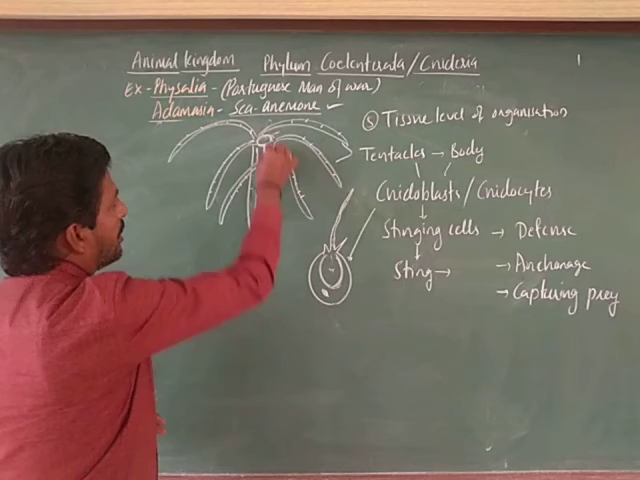 Animal kingdom Phylum Coelenterata/Cnideria 1
Ex - Physalia - (Portuguese Man of war)
Adamasia - Sea-anemone ✓
⑤ Tissue level of organisation
Tentacles → Body
Cnidoblasts / Cnidocytes
Stinging cells → Defense
Sting → → Anchorage
→ Capturing prey